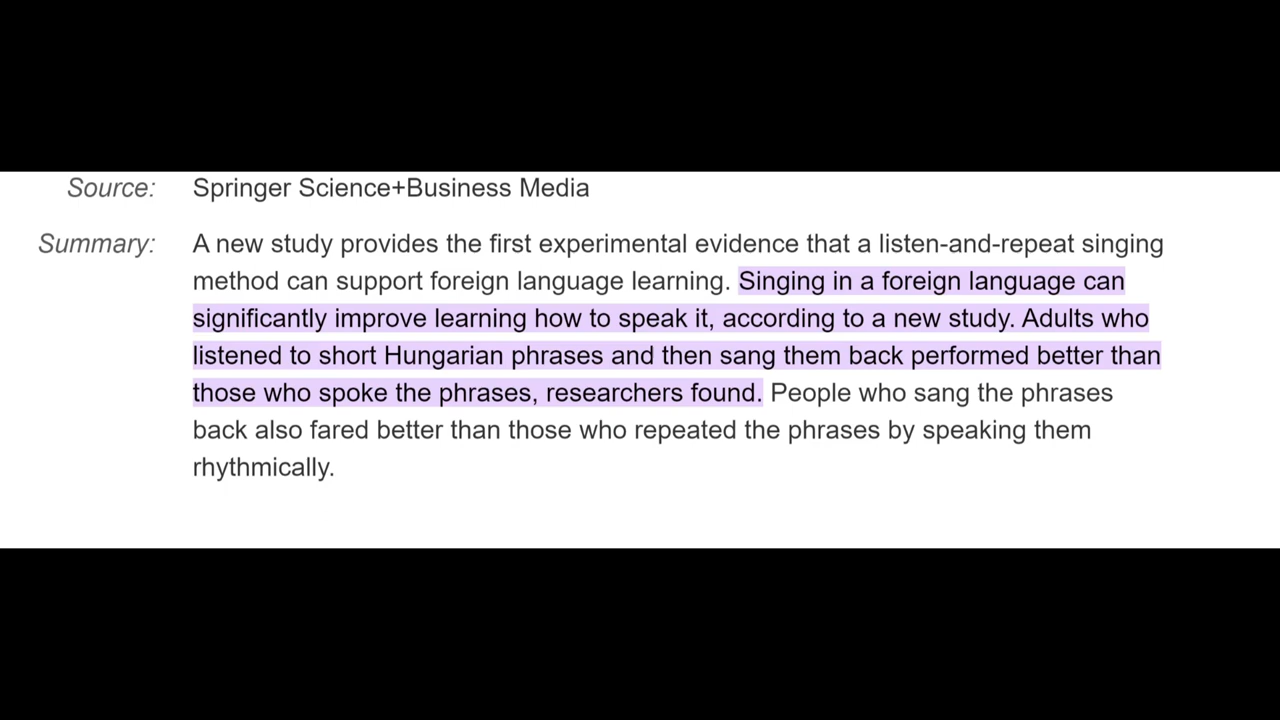 Source: Springer Science+Business Media
Summary: A new study provides the first experimental evidence that a listen-and-repeat singing
method can support foreign language learning. Singing in a foreign language can
significantly improve learning how to speak it, according to a new study. Adults who
listened to short Hungarian phrases and then sang them back performed better than
those who spoke the phrases, researchers found. People who sang the phrases
back also fared better than those who repeated the phrases by speaking them
rhythmically.